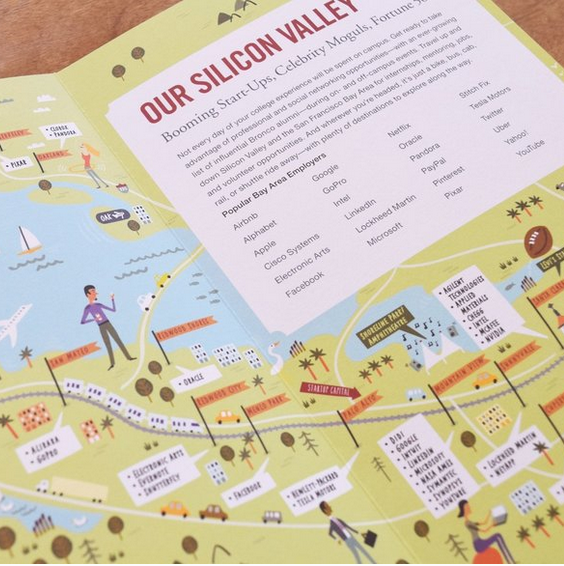 OUR SILICON VALLEY
Booming Start-Ups, Celebrity Moguls, Fortune
Not every day of your college experience will be spent on campus. Get ready to take
advantage of professional and social networking opportunities—with an ever-growing
list of influential Bronco alumni—during on- and off-campus events. Travel up and
down Silicon Valley and the San Francisco Bay Area for internships, mentoring, jobs,
and volunteer opportunities. And wherever you're headed, it's just a bike, bus, cab,
rail, or shuttle ride away—with plenty of destinations to explore along the way.
Popular Bay Area Employers
Airbnb
Alphabet
Apple
Cisco Systems
Electronic Arts
Facebook
Google
GoPro
Intel
LinkedIn
Lockheed Martin
Microsoft
Netflix
Oracle
Pandora
PayPal
Pinterest
Pixar
Stitch Fix
Tesla Motors
Twitter
Uber
Yahoo!
YouTube
• CLOROX
• PANDORA
• PIXAR
OAKLAND
OAK
SAN MATEO
REDWOOD SHORES
• ORACLE
REDWOOD CITY
MENLO PARK
STARTUP CAPITAL
PALO ALTO
SHORELINE PARK/
AMPHITHEATRE
MOUNTAIN VIEW
SUNNYVALE
SANTA CLARA
• AGILENT
TECHNOLOGIES
• APPLIED
MATERIALS
• CHEGG
• INTEL
• MCAFEE
• NVIDIA
• ALIBABA
• GOPRO
• ELECTRONIC ARTS
• EVERNOTE
• SHUTTERFLY
• FACEBOOK
• HEWLETT-PACKARD
• TESLA MOTORS
• DIDI
• GOOGLE
• INTUIT
• LINKEDIN
• MICROSOFT
• NASA AMES
• SYMANTEC
• SYNOPSYS
• YOUTUBE
• LOCKHEED MARTIN
• NETAPP